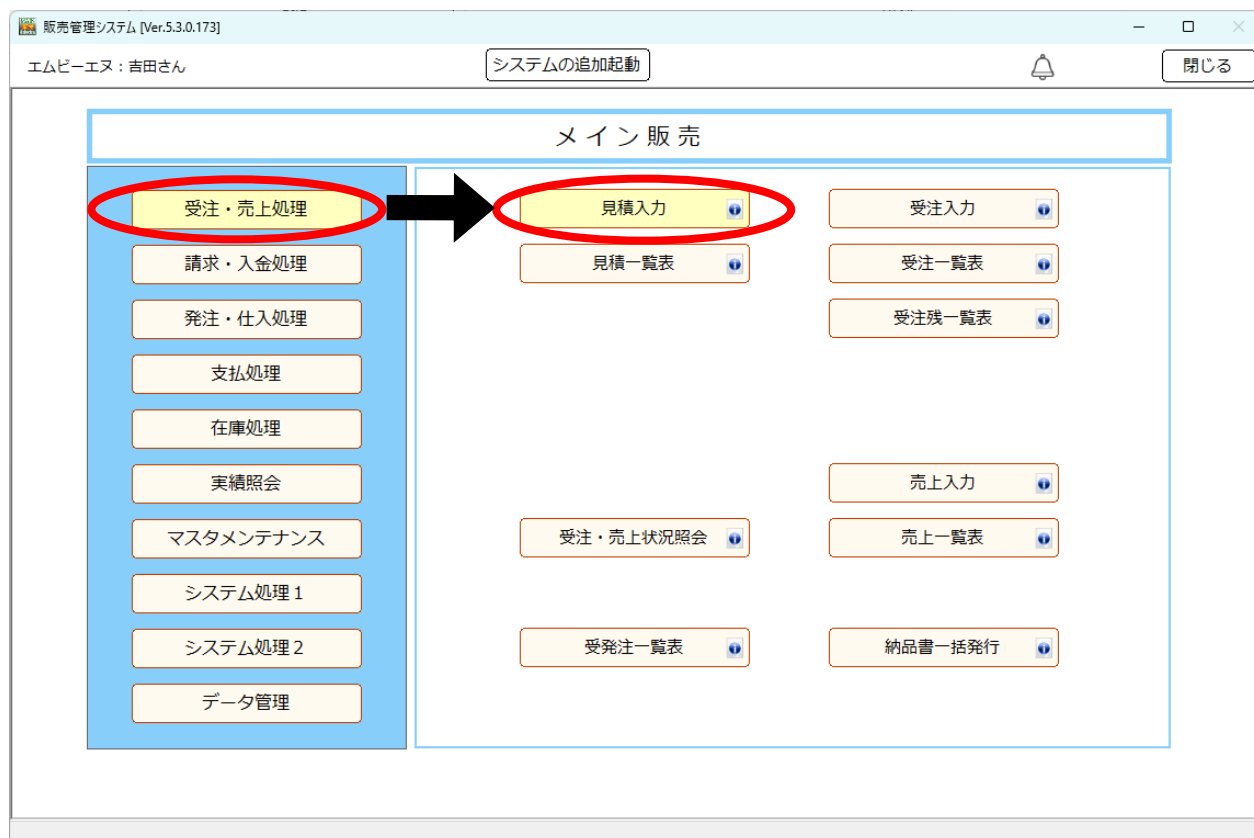 販売管理システム [Ver.5.3.0.173]
エムビーエヌ：吉田さん
システムの追加起動
閉じる
メイン販売
受注・売上処理
請求・入金処理
発注・仕入処理
支払処理
在庫処理
実績照会
マスタメンテナンス
システム処理１
システム処理２
データ管理
見積入力
受注入力
見積一覧表
受注一覧表
受注残一覧表
売上入力
受注・売上状況照会
売上一覧表
受発注一覧表
納品書一括発行